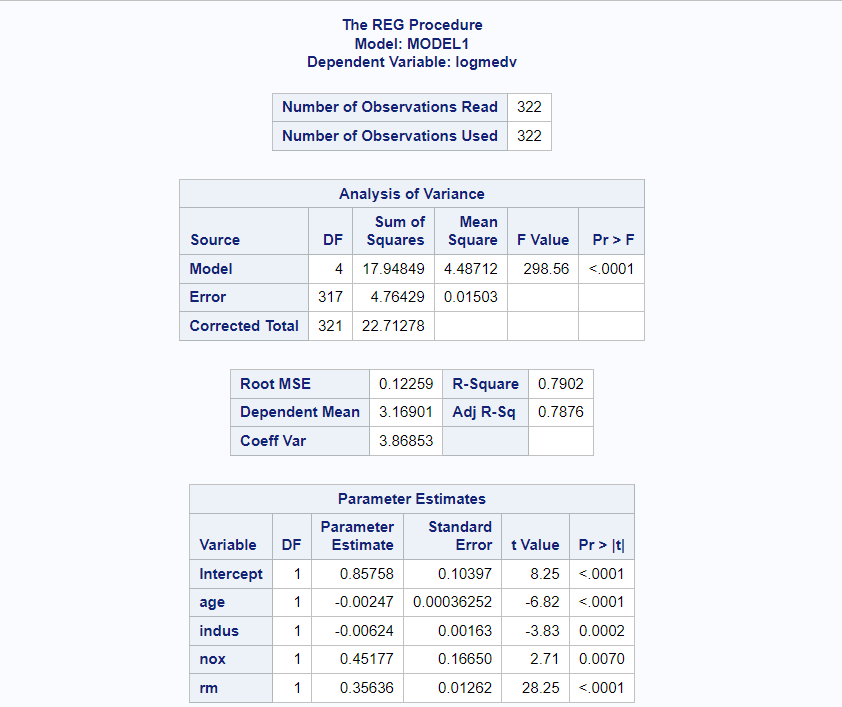 The REG Procedure
Model: MODEL1
Dependent Variable: logmedv
Number of Observations Read 322
Number of Observations Used 322
Analysis of Variance
Source DF Sum of Squares Mean Square F Value Pr > F
Model 4 17.94849 4.48712 298.56 <.0001
Error 317 4.76429 0.01503
Corrected Total 321 22.71278
Root MSE 0.12259 R-Square 0.7902
Dependent Mean 3.16901 Adj R-Sq 0.7876
Coeff Var 3.86853
Parameter Estimates
Variable DF Parameter Estimate Standard Error t Value Pr > |t|
Intercept 1 0.85758 0.10397 8.25 <.0001
age 1 -0.00247 0.00036252 -6.82 <.0001
indus 1 -0.00624 0.00163 -3.83 0.0002
nox 1 0.45177 0.16650 2.71 0.0070
rm 1 0.35636 0.01262 28.25 <.0001